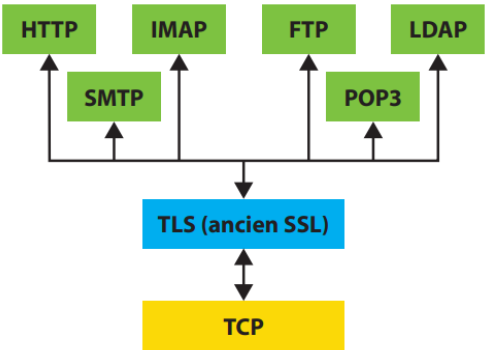 HTTP IMAP FTP LDAP
SMTP POP3
TLS (ancien SSL)
TCP